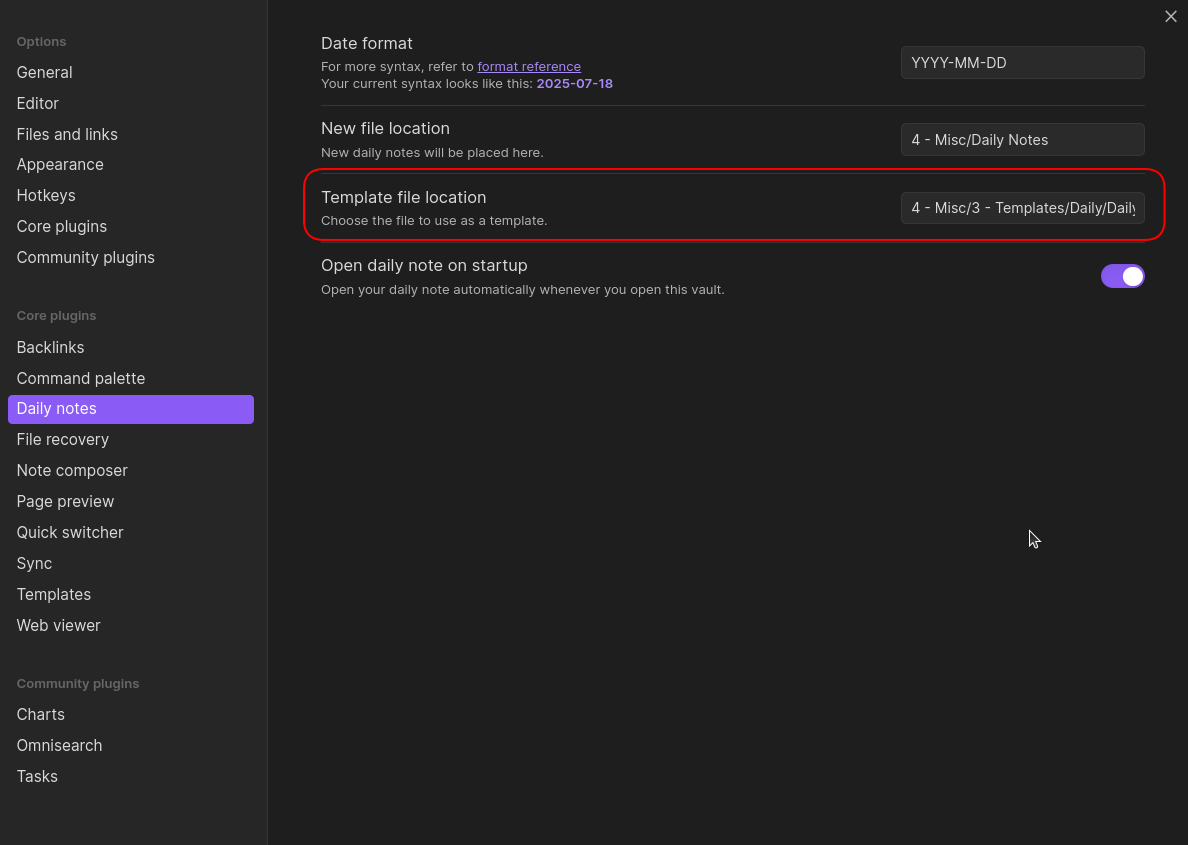 Options
General
Editor
Files and links
Appearance
Hotkeys
Core plugins
Community plugins
Core plugins
Backlinks
Command palette
Daily notes
File recovery
Note composer
Page preview
Quick switcher
Sync
Templates
Web viewer
Community plugins
Charts
Omnisearch
Tasks
Date format
For more syntax, refer to format reference
Your current syntax looks like this: 2025-07-18
YYYY-MM-DD
New file location
New daily notes will be placed here.
4 - Misc/Daily Notes
Template file location
Choose the file to use as a template.
4 - Misc/3 - Templates/Daily/Daily
Open daily note on startup
Open your daily note automatically whenever you open this vault.